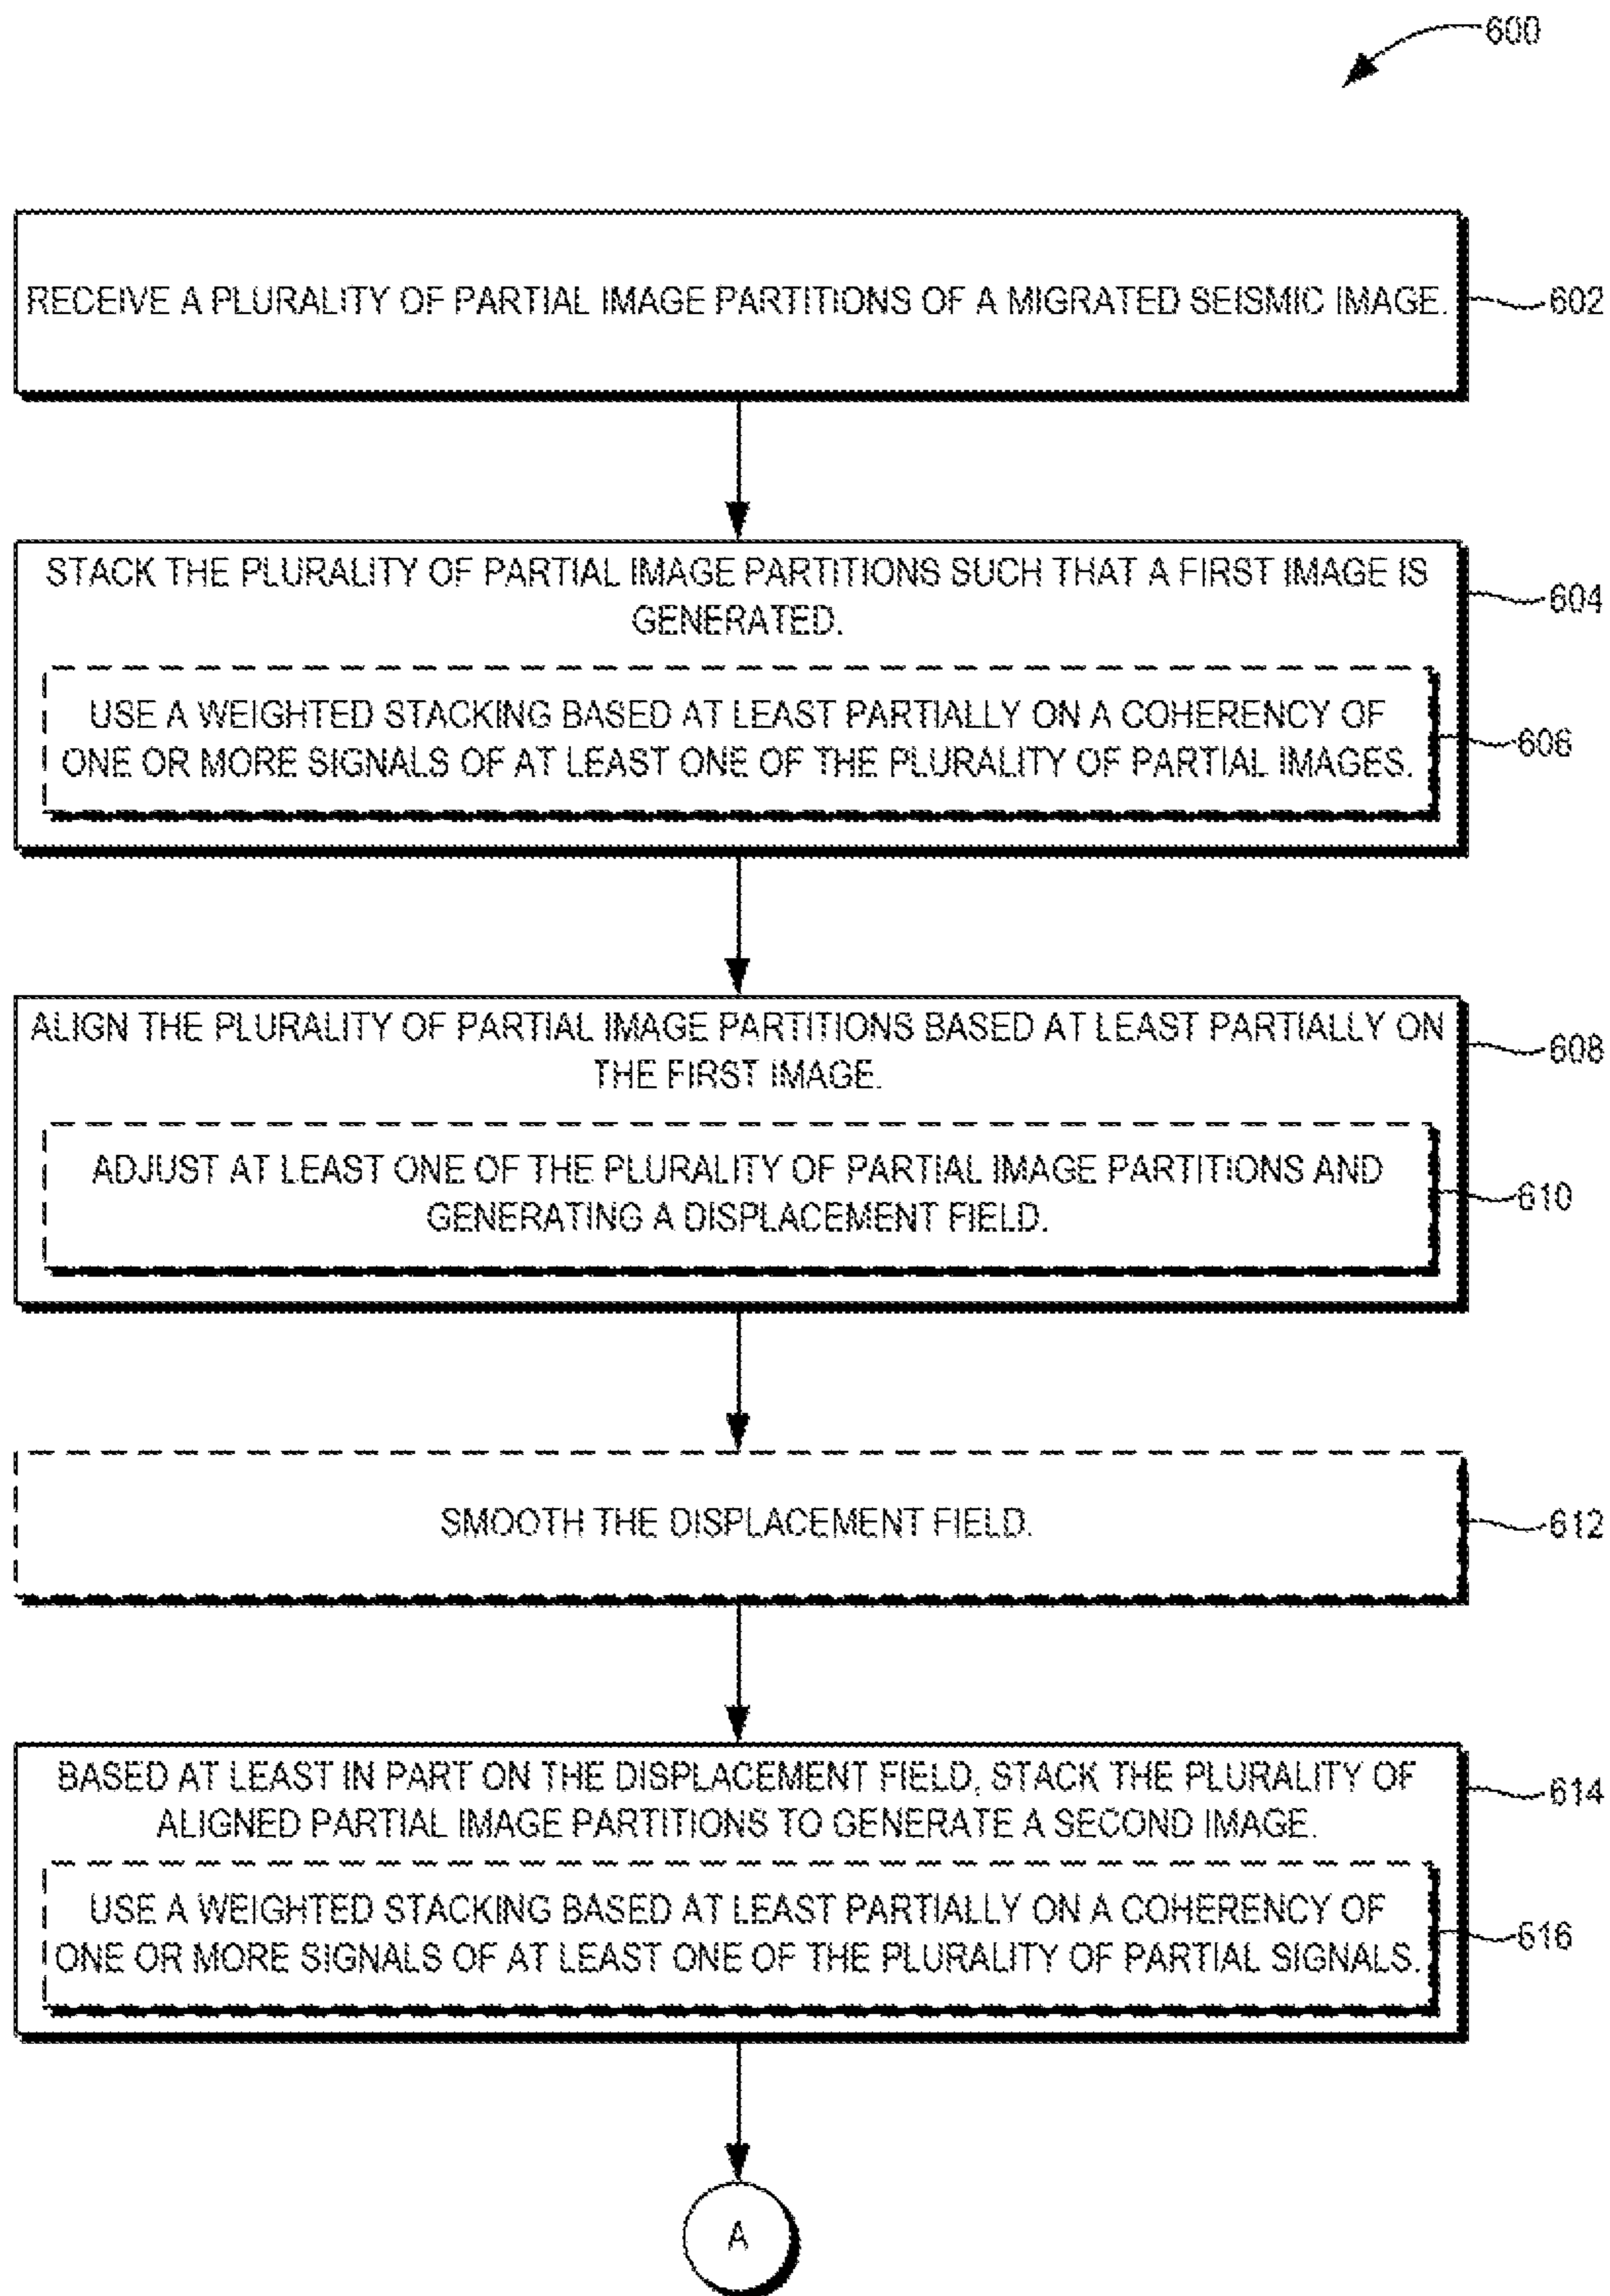 600
RECEIVE A PLURALITY OF PARTIAL IMAGE PARTITIONS OF A MIGRATED SEISMIC IMAGE.
602
STACK THE PLURALITY OF PARTIAL IMAGE PARTITIONS SUCH THAT A FIRST IMAGE IS
GENERATED.
604
USE A WEIGHTED STACKING BASED AT LEAST PARTIALLY ON A COHERENCY OF
ONE OR MORE SIGNALS OF AT LEAST ONE OF THE PLURALITY OF PARTIAL IMAGES.
606
ALIGN THE PLURALITY OF PARTIAL IMAGE PARTITIONS BASED AT LEAST PARTIALLY ON
THE FIRST IMAGE.
608
ADJUST AT LEAST ONE OF THE PLURALITY OF PARTIAL IMAGE PARTITIONS AND
GENERATING A DISPLACEMENT FIELD.
610
SMOOTH THE DISPLACEMENT FIELD.
612
BASED AT LEAST IN PART ON THE DISPLACEMENT FIELD, STACK THE PLURALITY OF
ALIGNED PARTIAL IMAGE PARTITIONS TO GENERATE A SECOND IMAGE.
614
USE A WEIGHTED STACKING BASED AT LEAST PARTIALLY ON A COHERENCY OF
ONE OR MORE SIGNALS OF AT LEAST ONE OF THE PLURALITY OF PARTIAL SIGNALS.
616
A